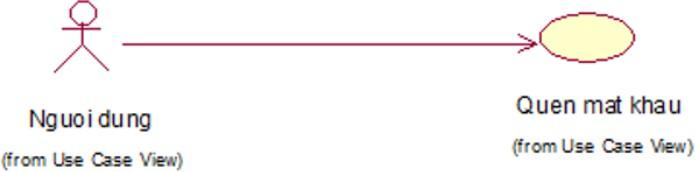 Nguoi dung
(from Use Case View)
Quen mat khau
(from Use Case View)